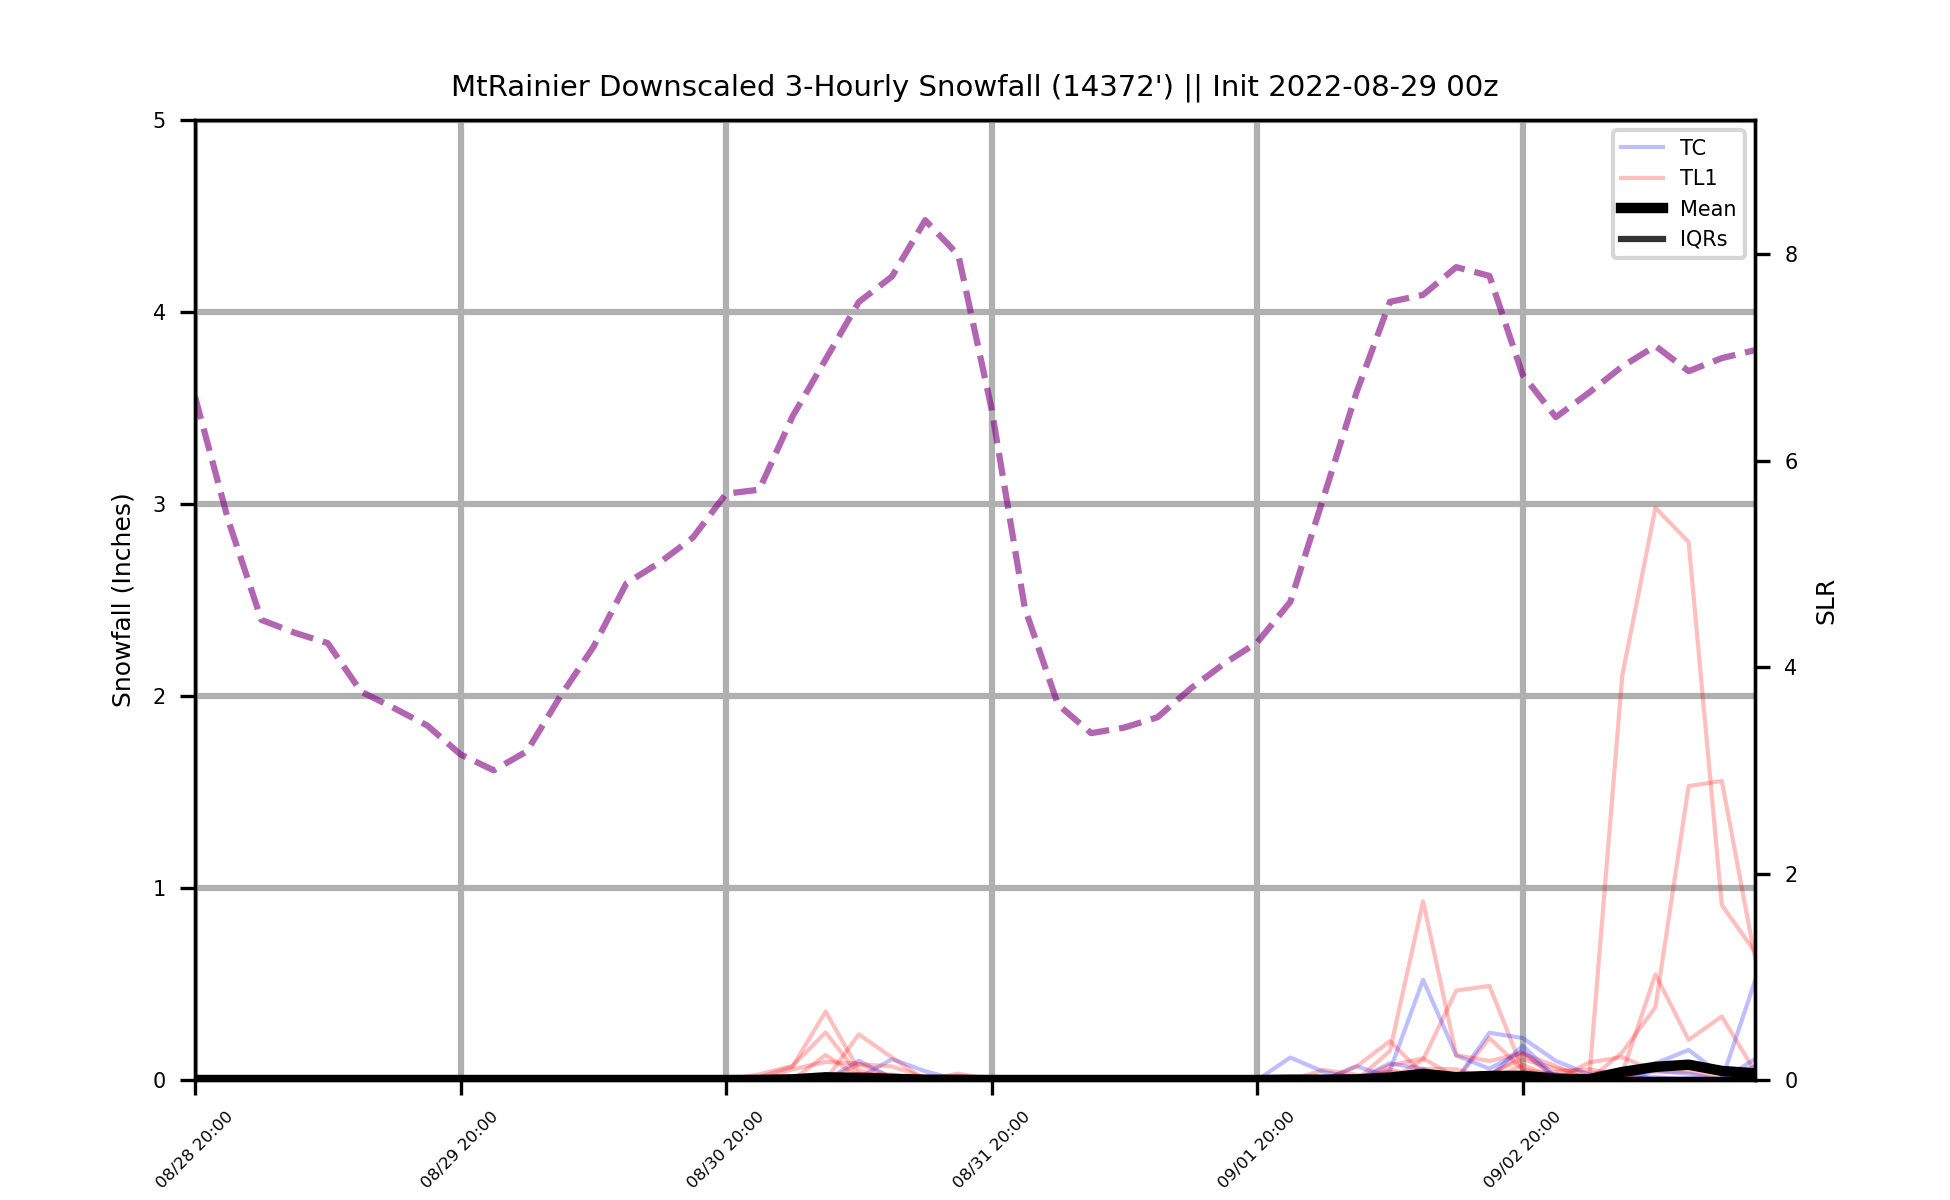 MtRainier Downscaled 3-Hourly Snowfall (14372') || Init 2022-08-29 00z
TC
TL1
Mean
IQRs
Snowfall (Inches)
5
4
3
2
1
0
SLR
8
6
4
2
0
08/28 20:00
08/29 20:00
08/30 20:00
08/31 20:00
09/01 20:00
09/02 20:00